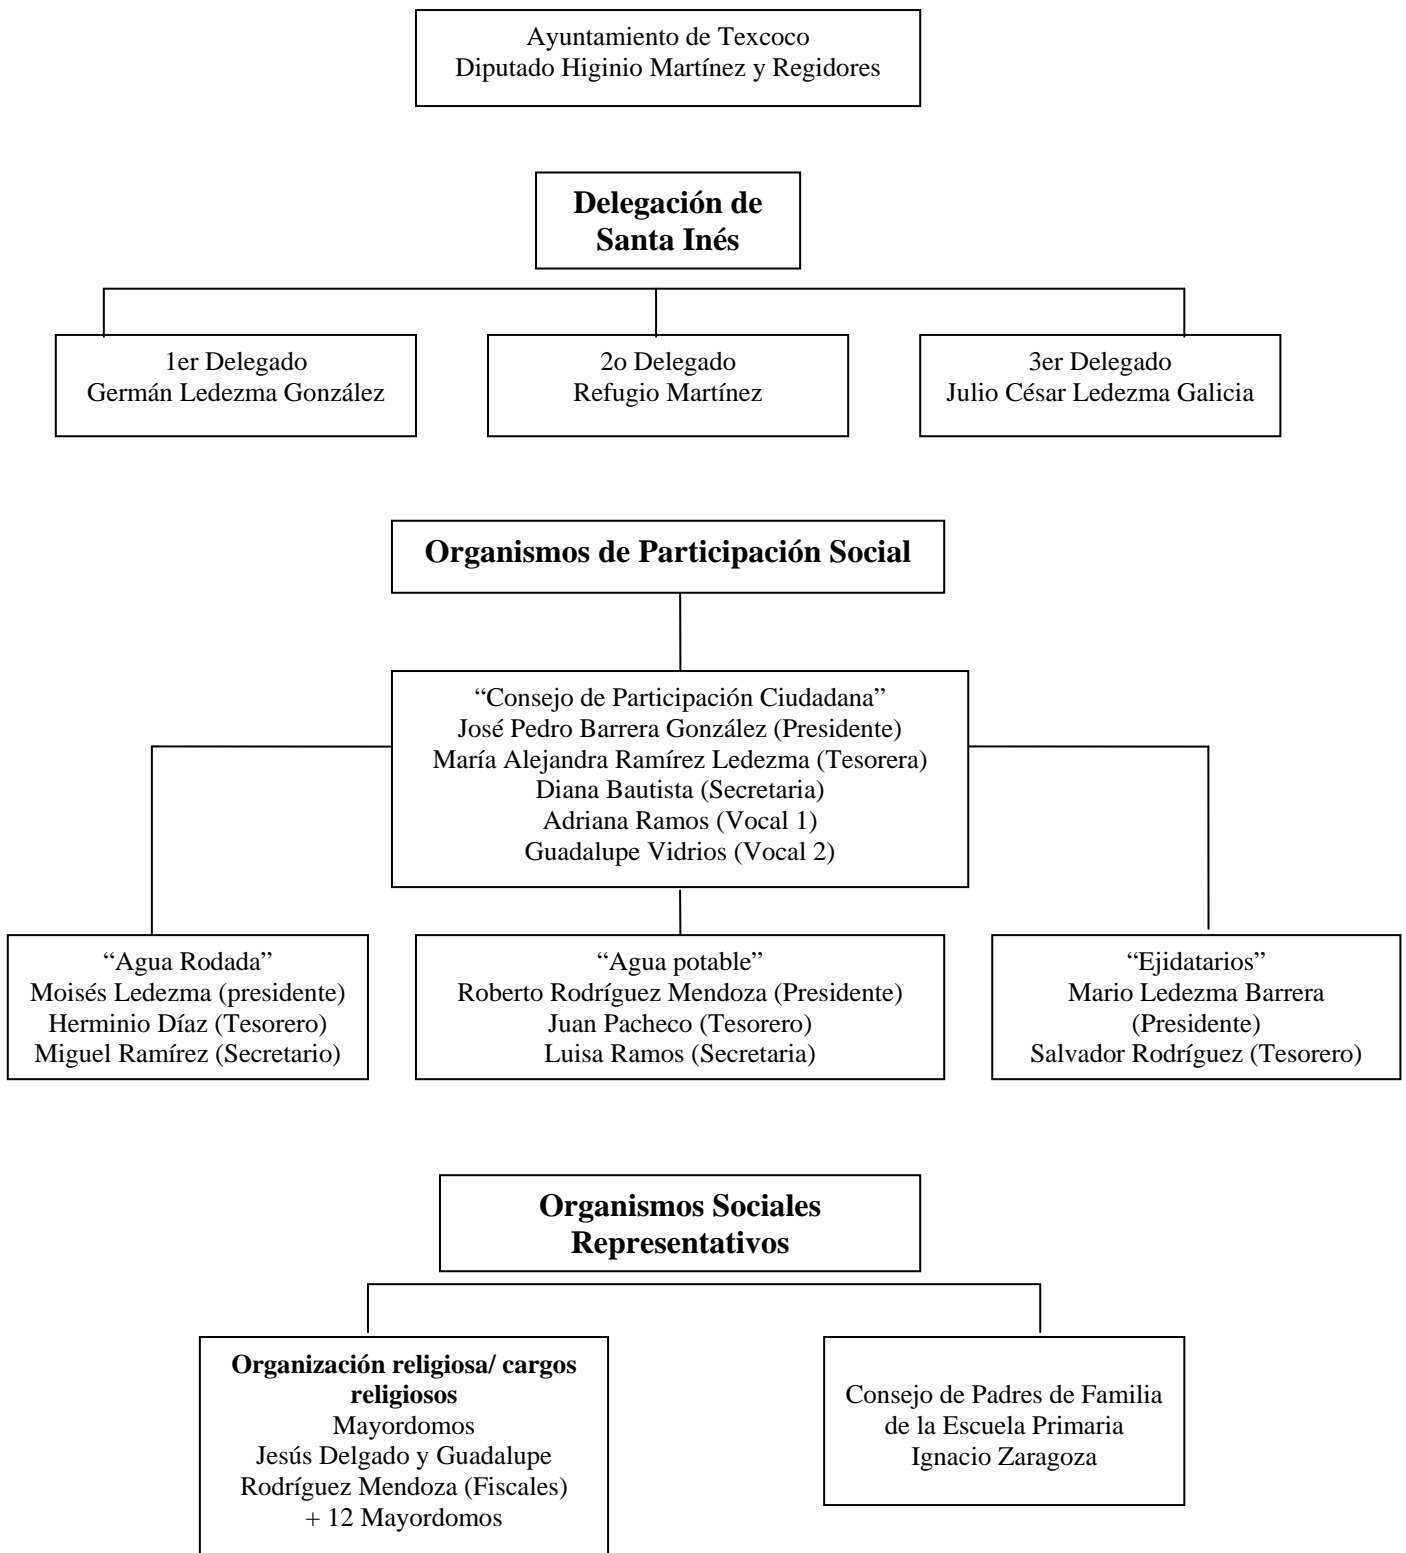 Ayuntamiento de Texcoco
Diputado Higinio Martínez y Regidores
Delegación de
Santa Inés
1er Delegado
Germán Ledezma González
2o Delegado
Refugio Martínez
3er Delegado
Julio César Ledezma Galicia
Organismos de Participación Social
“Consejo de Participación Ciudadana”
José Pedro Barrera González (Presidente)
María Alejandra Ramírez Ledezma (Tesorera)
Diana Bautista (Secretaria)
Adriana Ramos (Vocal 1)
Guadalupe Vidrios (Vocal 2)
“Agua Rodada”
Moisés Ledezma (presidente)
Herminio Díaz (Tesorero)
Miguel Ramírez (Secretario)
“Agua potable”
Roberto Rodríguez Mendoza (Presidente)
Juan Pacheco (Tesorero)
Luisa Ramos (Secretaria)
“Ejidatarios”
Mario Ledezma Barrera
(Presidente)
Salvador Rodríguez (Tesorero)
Organismos Sociales
Representativos
Organización religiosa/ cargos
religiosos
Mayordomos
Jesús Delgado y Guadalupe
Rodríguez Mendoza (Fiscales)
+ 12 Mayordomos
Consejo de Padres de Familia
de la Escuela Primaria
Ignacio Zaragoza